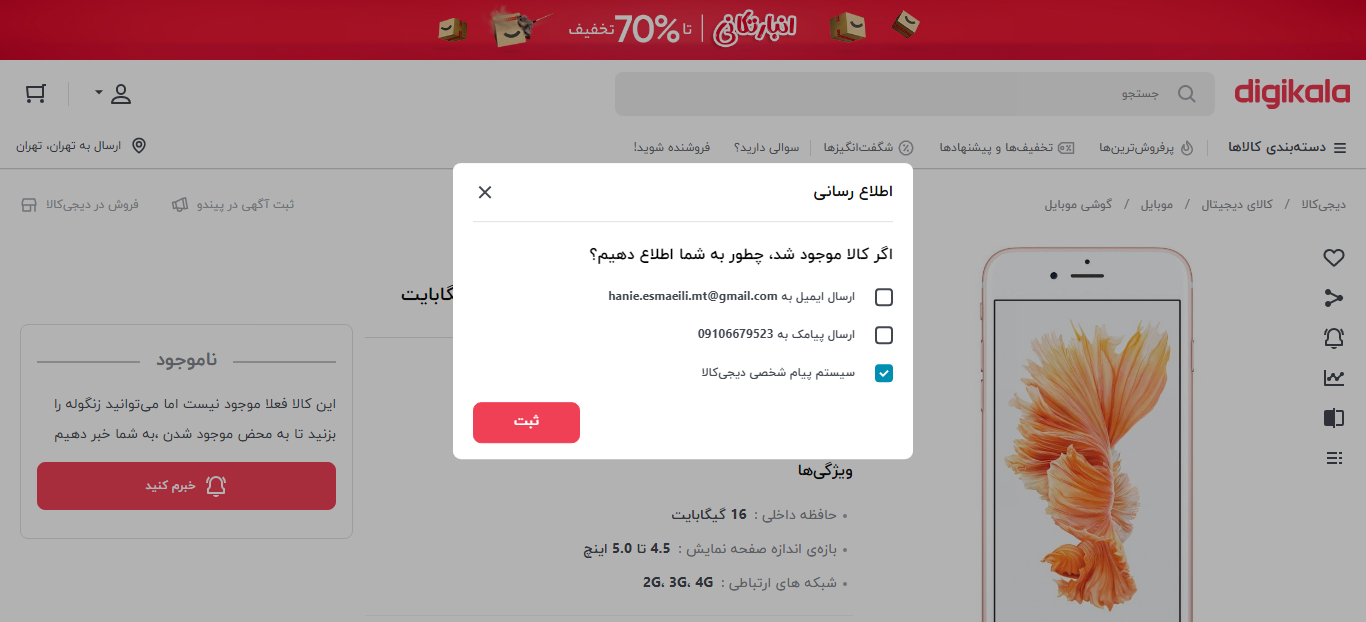 انبارتکانی | تا 70% تخفیف
digikala
جستجو
دسته‌بندی کالاها
پرفروش‌ترین‌ها
تخفیف‌ها و پیشنهادها
شگفت‌انگیزها
سوالی دارید؟
فروشنده شوید!
ارسال به تهران، تهران
دیجی‌کالا / کالای دیجیتال / موبایل / گوشی موبایل
ثبت آگهی در پیندو
فروش در دیجی‌کالا
اطلاع رسانی
اگر کالا موجود شد، چطور به شما اطلاع دهیم؟
ارسال ایمیل به hanie.esmaeili.mt@gmail.com
ارسال پیامک به 09106679523
سیستم پیام شخصی دیجی‌کالا
ثبت
ناموجود
این کالا فعلا موجود نیست اما می‌توانید زنگوله را
بزنید تا به محض موجود شدن ،به شما خبر دهیم
خبرم کنید
ویژگی‌ها
حافظه داخلی : 16 گیگابایت
بازه‌ی اندازه صفحه نمایش : 4.5 تا 5.0 اینچ
شبکه های ارتباطی : 2G، 3G، 4G